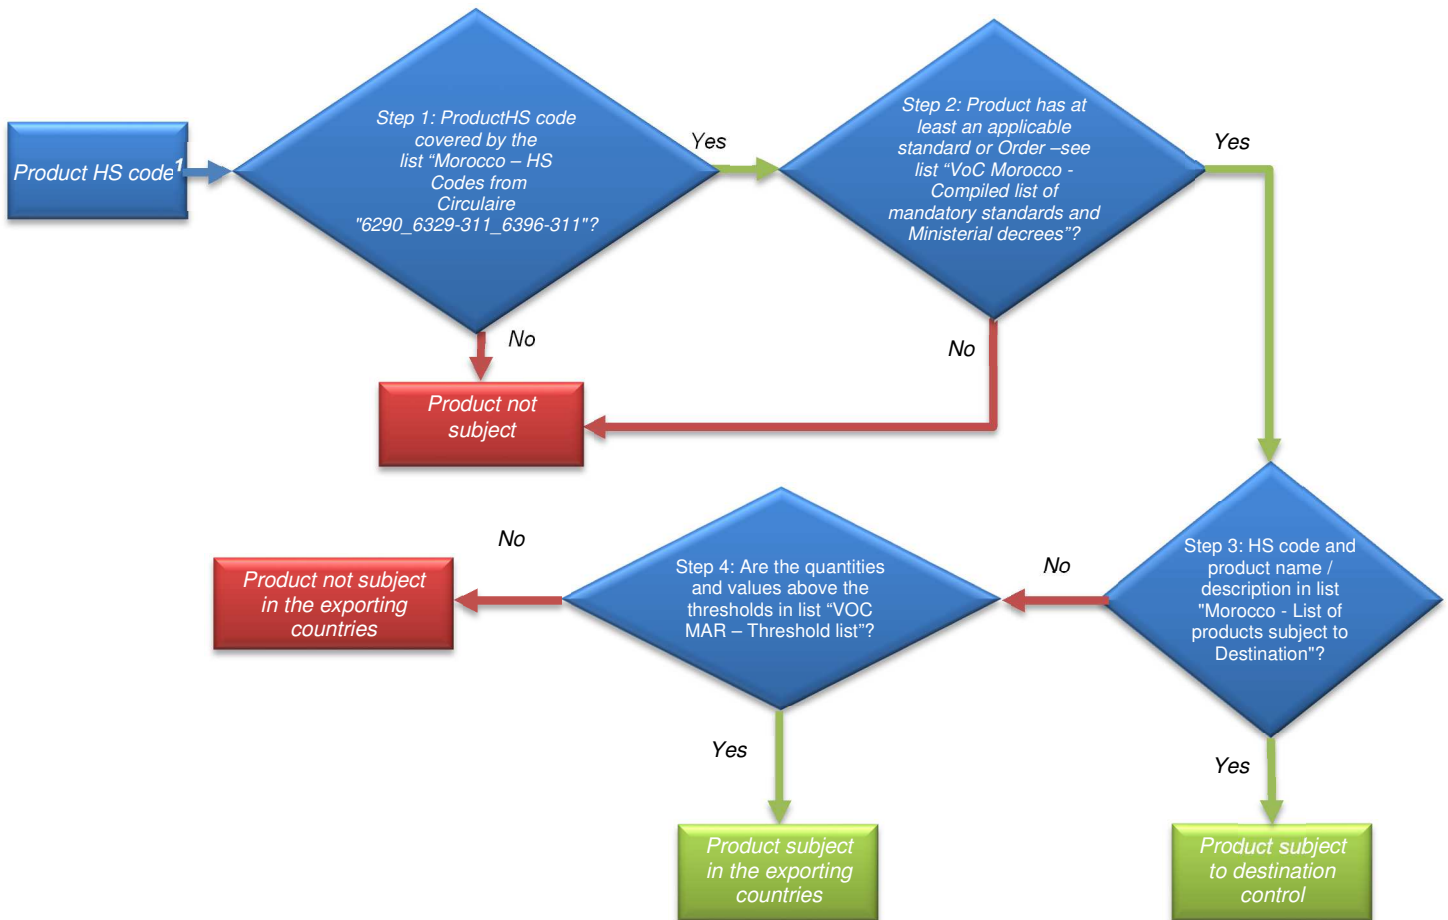 Product HS code1
Step 1: ProductHS code
covered by the
list “Morocco – HS
Codes from
Circulaire
"6290_6329-311_6396-311"?
Yes
Step 2: Product has at
least an applicable
standard or Order –see
list “VoC Morocco -
Compiled list of
mandatory standards and
Ministerial decrees”?
Yes
No
No
Product not
subject
Step 3: HS code and
product name /
description in list
"Morocco - List of
products subject to
Destination"?
No
Step 4: Are the quantities
and values above the
thresholds in list “VOC
MAR – Threshold list”?
No
Product not subject
in the exporting
countries
Yes
Yes
Product subject
in the exporting
countries
Product subject
to destination
control